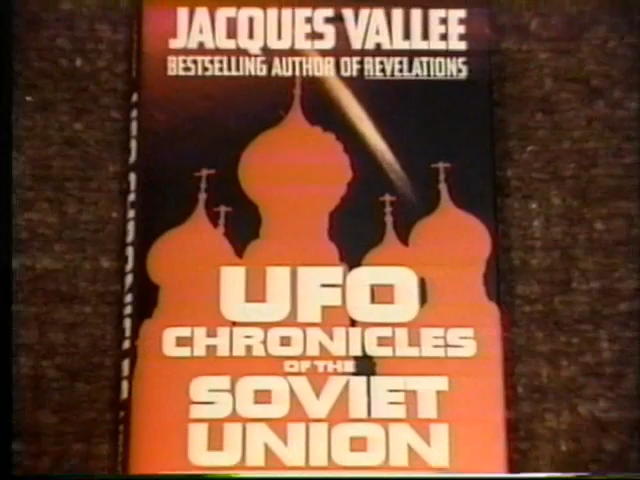 JACQUES VALLEE
BESTSELLING AUTHOR OF REVELATIONS
UFO
CHRONICLES
OF THE
SOVIET
UNION